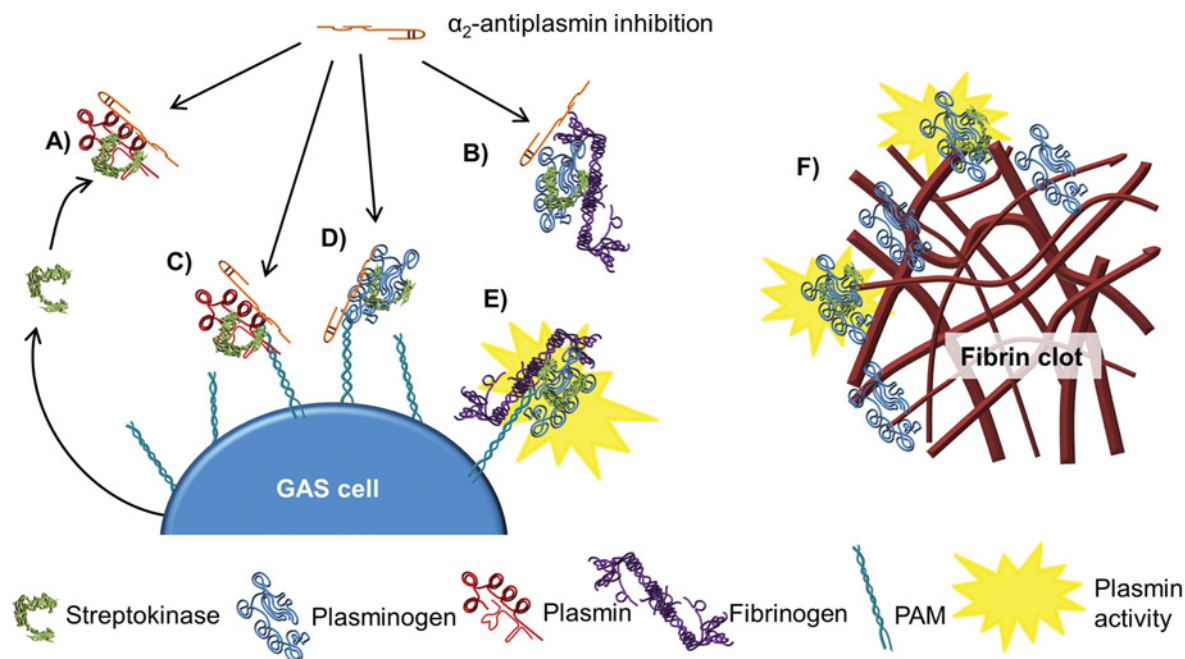 α₂-antiplasmin inhibition
A)
B)
F)
D)
C)
E)
Fibrin clot
GAS cell
Streptokinase
Plasminogen
Plasmin
Fibrinogen
PAM
Plasmin
activity